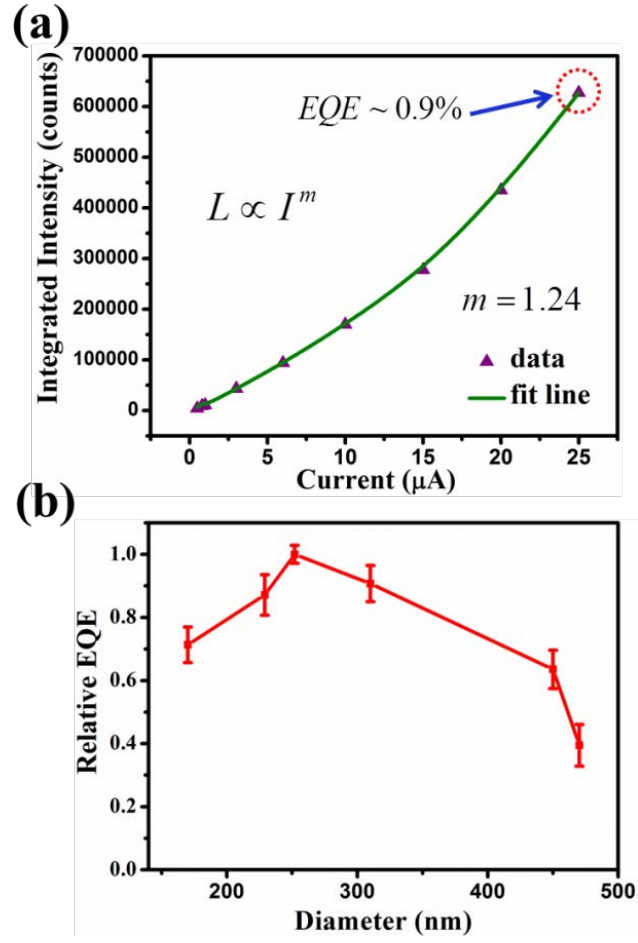 (a)
700000
600000
500000
400000
300000
200000
100000
0
Integrated Intensity (counts)
EQE ~ 0.9%
L ∝ I^m
m = 1.24
data
fit line
0 5 10 15 20 25
Current (μA)
(b)
1.0
0.8
0.6
0.4
0.2
0.0
Relative EQE
200 300 400 500
Diameter (nm)